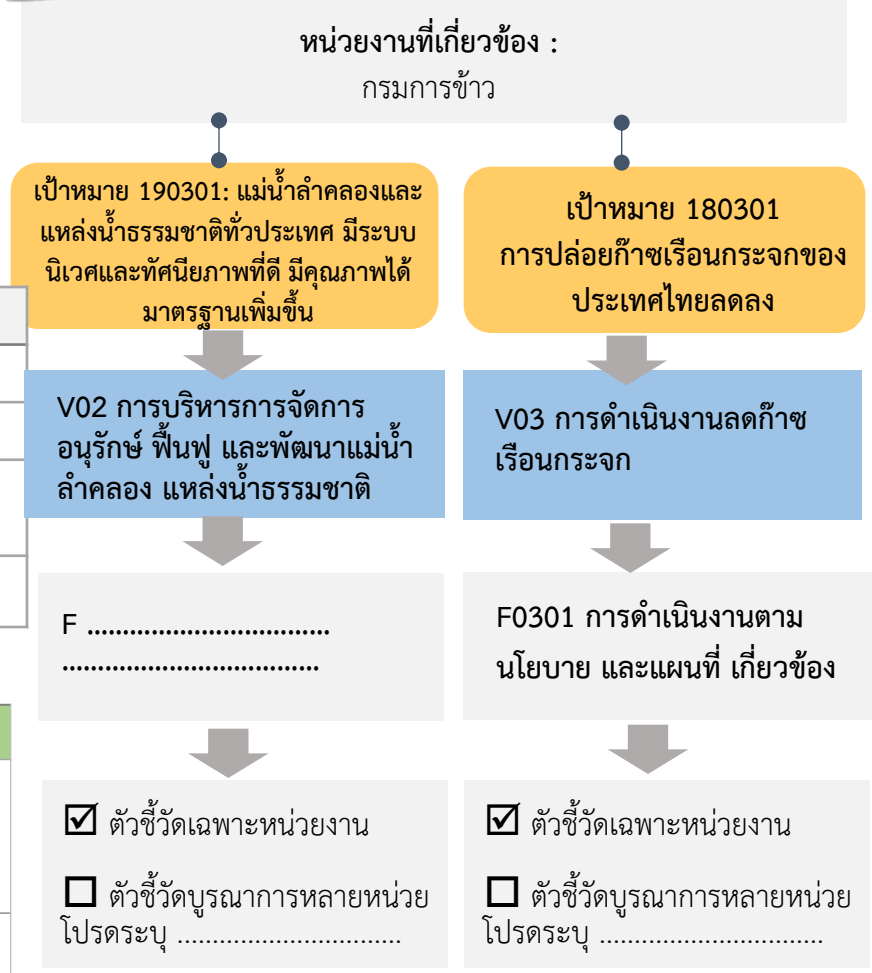 หน่วยงานที่เกี่ยวข้อง :
กรมการข้าว
เป้าหมาย 190301: แม่น้ำลำคลองและ
แหล่งน้ำธรรมชาติทั่วประเทศ มีระบบ
นิเวศและทัศนียภาพที่ดี มีคุณภาพได้
มาตรฐานเพิ่มขึ้น
V02 การบริหารการจัดการ
อนุรักษ์ ฟื้นฟู และพัฒนาแม่น้ำ
ลำคลอง แหล่งน้ำธรรมชาติ
F ..................................
....................................
☑ ตัวชี้วัดเฉพาะหน่วยงาน
☐ ตัวชี้วัดบูรณาการหลายหน่วย
โปรดระบุ ................................
เป้าหมาย 180301
การปล่อยก๊าซเรือนกระจกของ
ประเทศไทยลดลง
V03 การดำเนินงานลดก๊าซ
เรือนกระจก
F0301 การดำเนินงานตาม
นโยบาย และแผนที่ เกี่ยวข้อง
☑ ตัวชี้วัดเฉพาะหน่วยงาน
☐ ตัวชี้วัดบูรณาการหลายหน่วย
โปรดระบุ ................................